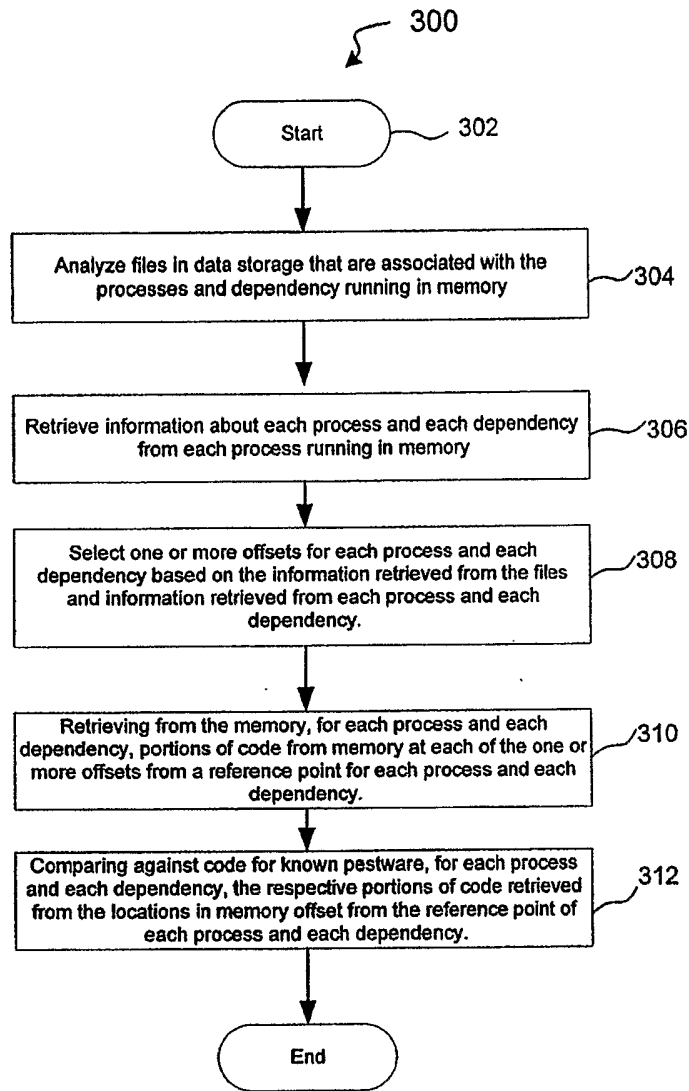 300
Start
302
Analyze files in data storage that are associated with the
processes and dependency running in memory
304
Retrieve information about each process and each dependency
from each process running in memory
306
Select one or more offsets for each process and each
dependency based on the information retrieved from the files
and information retrieved from each process and each
dependency.
308
Retrieving from the memory, for each process and each
dependency, portions of code from memory at each of the one
or more offsets from a reference point for each process and each
dependency.
310
Comparing against code for known pestware, for each process
and each dependency, the respective portions of code retrieved
from the locations in memory offset from the reference point of
each process and each dependency.
312
End